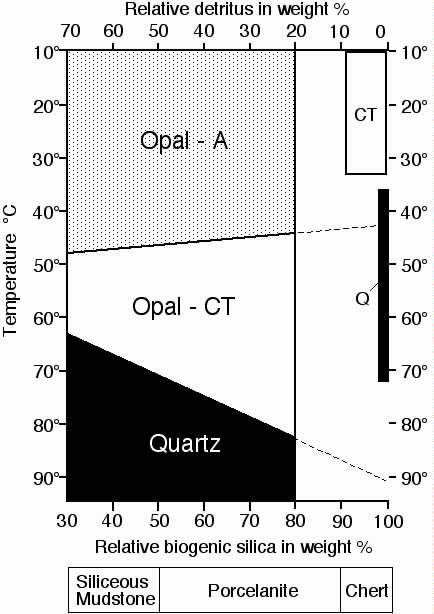 Relative detritus in weight %
70 60 50 40 30 20 10 0
10° 10°
CT
20° 20°
Opal - A
30° 30°
40° 40°
50° 50°
Temperature °C
Q
Opal - CT
60° 60°
70° 70°
80° 80°
Quartz
90° 90°
30 40 50 60 70 80 90 100
Relative biogenic silica in weight %
Siliceous
Mudstone
Porcelanite
Chert